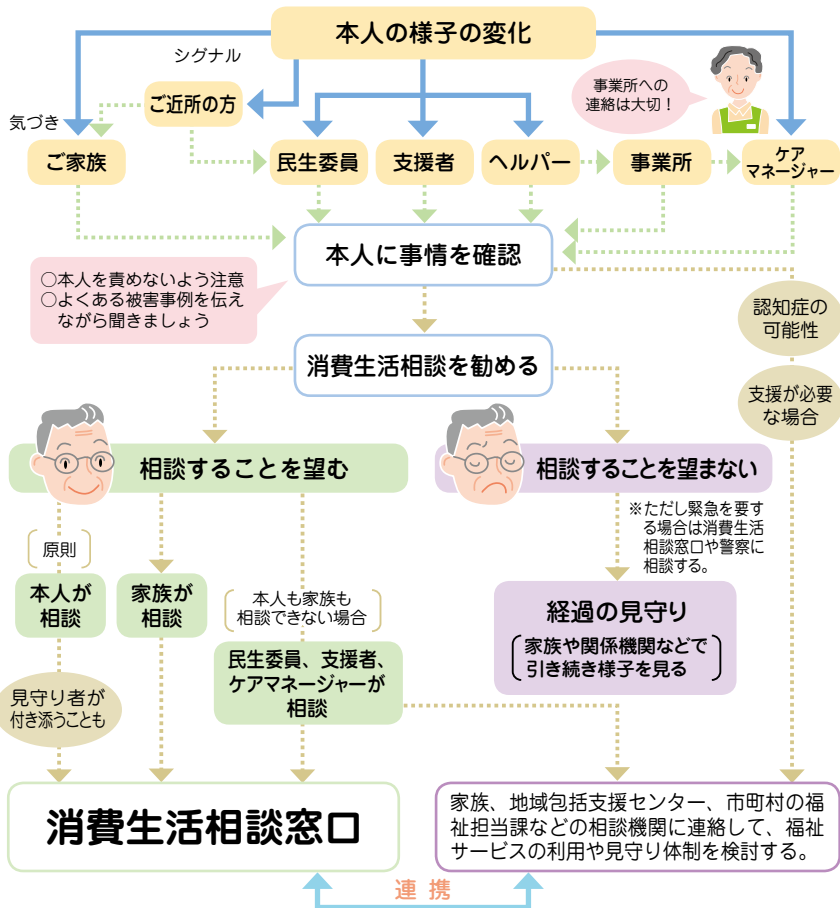 本人の様子の変化
シグナル
気づき
ご近所の方
事業所への
連絡は大切！
ご家族
民生委員
支援者
ヘルパー
事業所
ケア
マネージャー
本人に事情を確認
○本人を責めないよう注意
○よくある被害事例を伝え
ながら聞きましょう
認知症の
可能性
消費生活相談を勧める
支援が必要
な場合
相談することを望む
相談することを望まない
※ただし緊急を要す
る場合は消費生活
相談窓口や警察に
相談する。
原則
本人が
相談
家族が
相談
本人も家族も
相談できない場合
経過の見守り
家族や関係機関などで
引き続き様子を見る
民生委員、支援者、
ケアマネージャーが
相談
見守り者が
付き添うことも
消費生活相談窓口
家族、地域包括支援センター、市町村の福
祉担当課などの相談機関に連絡して、福祉
サービスの利用や見守り体制を検討する。
連携